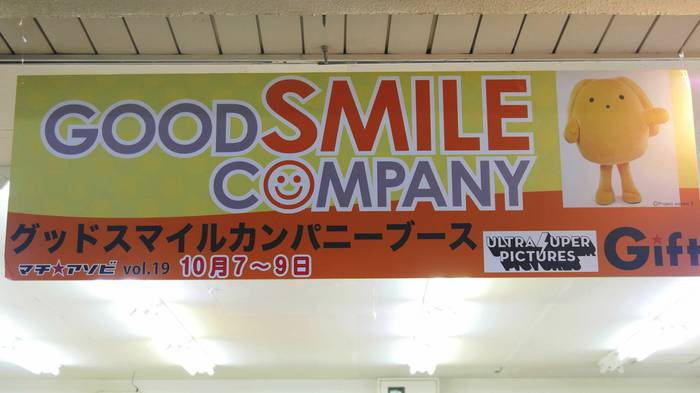 GOOD SMILE
COMPANY
グッドスマイルカンパニーブース
マチ★アソビ vol.19 10月7～9日
ULTRA SUPER
PICTURES
Gift